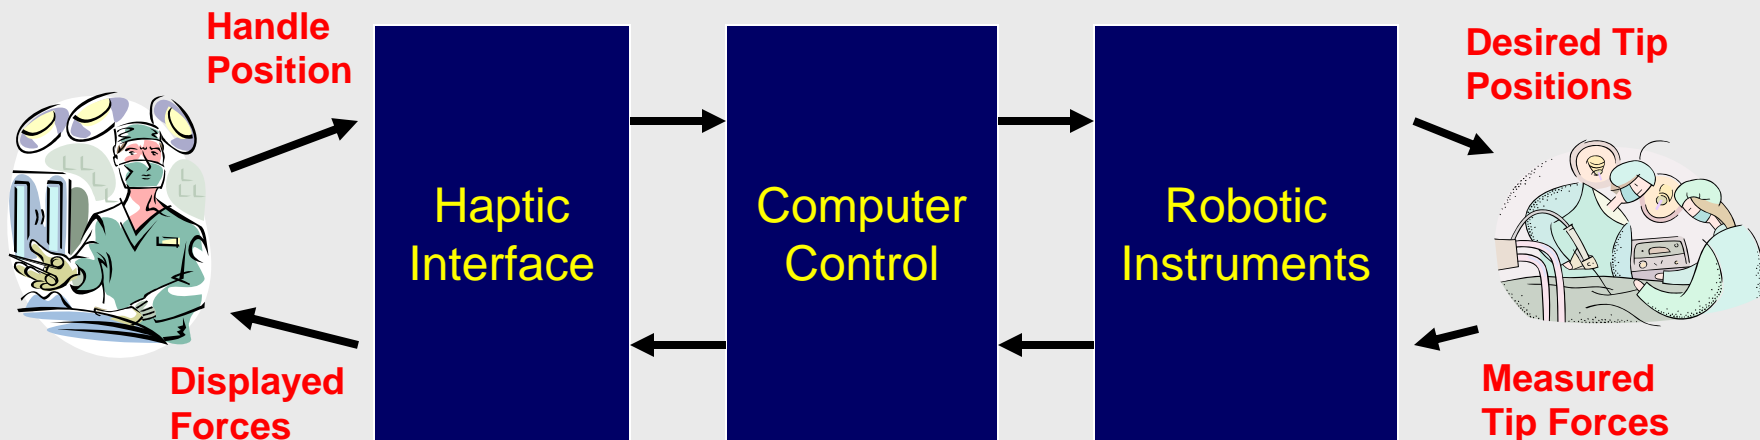 Handle
Position
Haptic
Interface
Computer
Control
Robotic
Instruments
Desired Tip
Positions
Displayed
Forces
Measured
Tip Forces